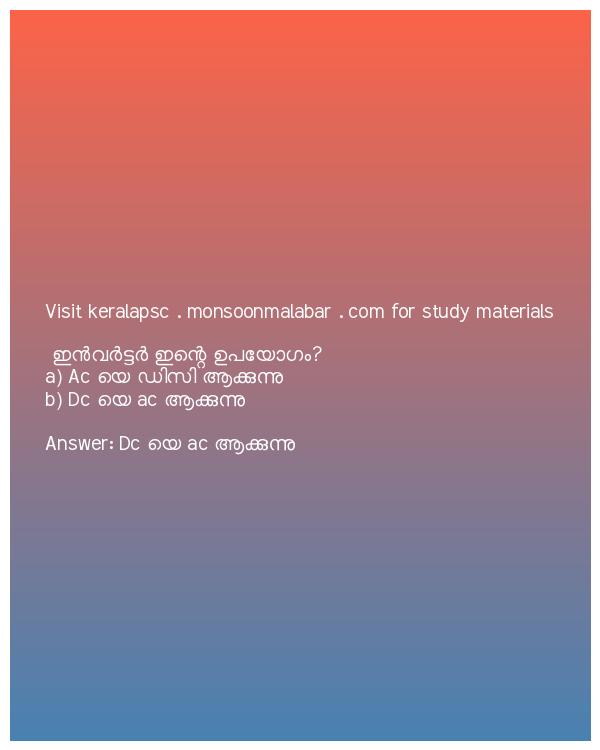 Visit keralapsc . monsoonmalabar . com for study materials
ഇൻവർട്ടർ ഇന്റെ ഉപയോഗം?
a) Ac യെ ഡിസി ആക്കുന്നു
b) Dc യെ ac ആക്കുന്നു
Answer: Dc യെ ac ആക്കുന്നു